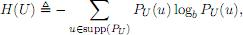 H(U) ≜ − ∑_{u∈supp(P_U)} P_U(u) log_b P_U(u),